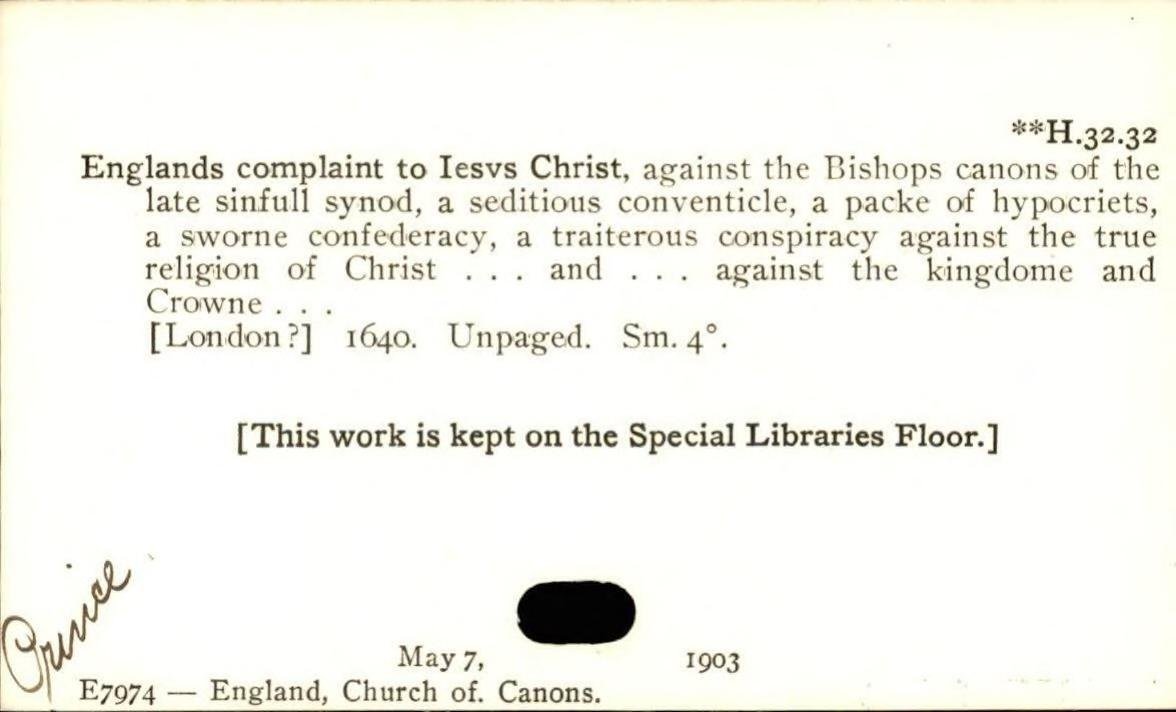 **H.32.32
Englands complaint to Iesvs Christ, against the Bishops canons of the
late sinfull synod, a seditious conventicle, a packe of hypocriets,
a sworne confederacy, a traiterous conspiracy against the true
religion of Christ . . . and . . . against the kingdome and
Crowne . . .
[London?] 1640. Unpaged. Sm. 4°.
[This work is kept on the Special Libraries Floor.]
Prince
May 7, 1903
E7974 — England, Church of. Canons.